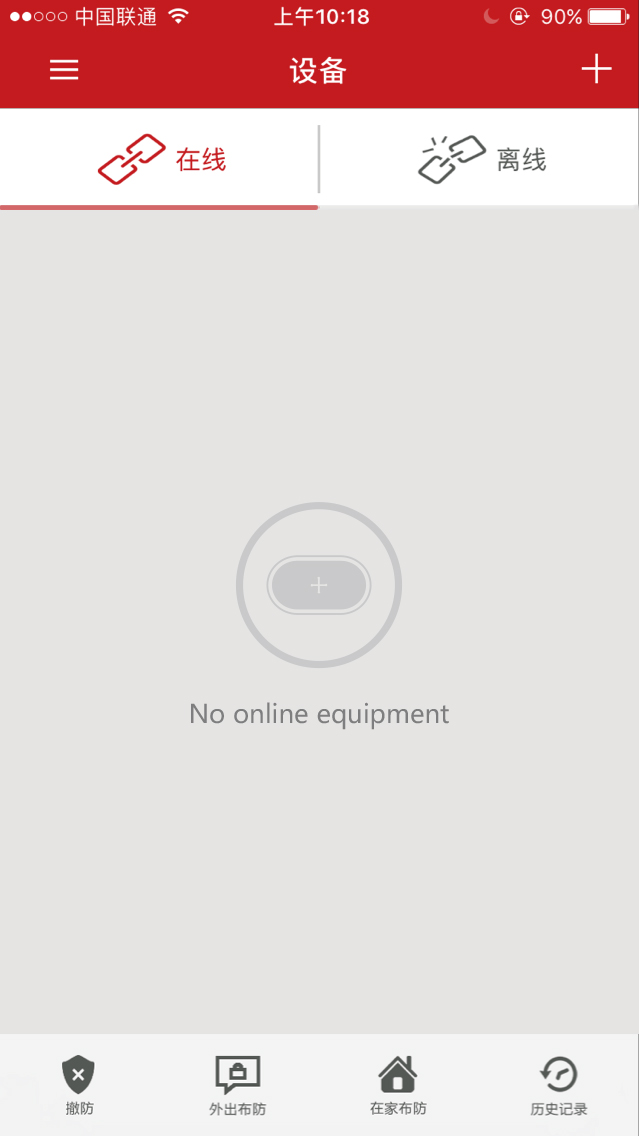 中国联通 上午10:18 90%
设备
在线 离线
No online equipment
撤防 外出布防 在家布防 历史记录